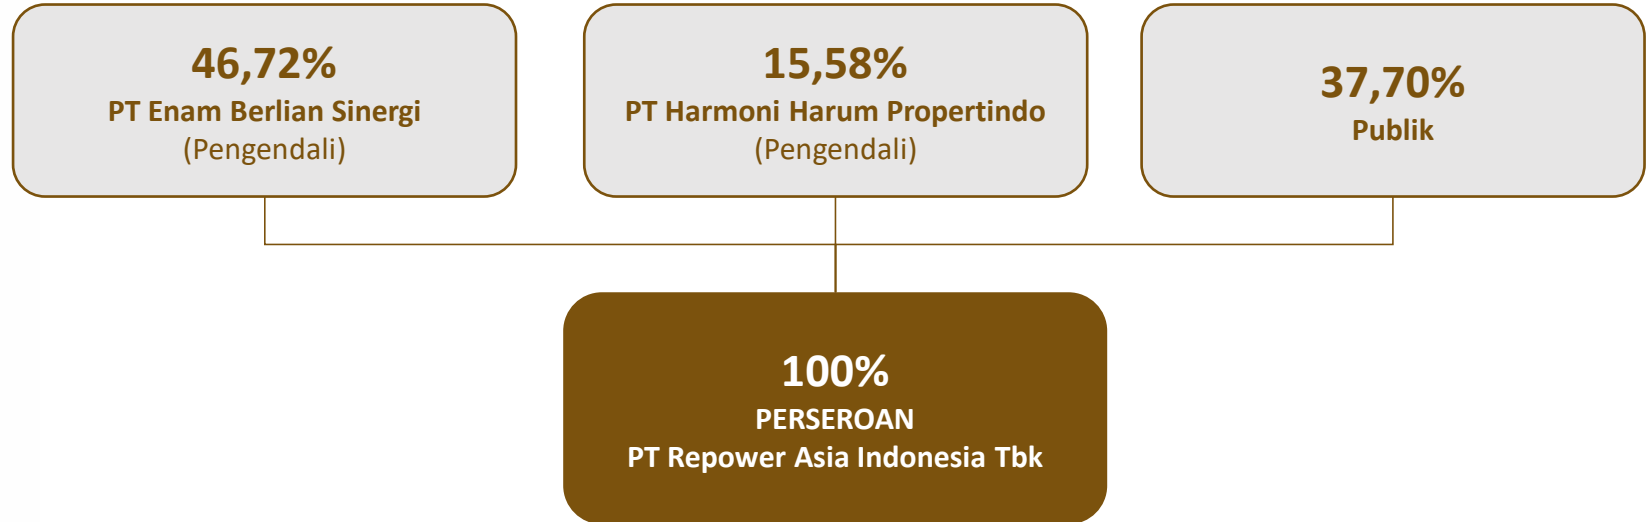 46,72%
PT Enam Berlian Sinergi
(Pengendali)
15,58%
PT Harmoni Harum Propertindo
(Pengendali)
37,70%
Publik
100%
PERSEROAN
PT Repower Asia Indonesia Tbk